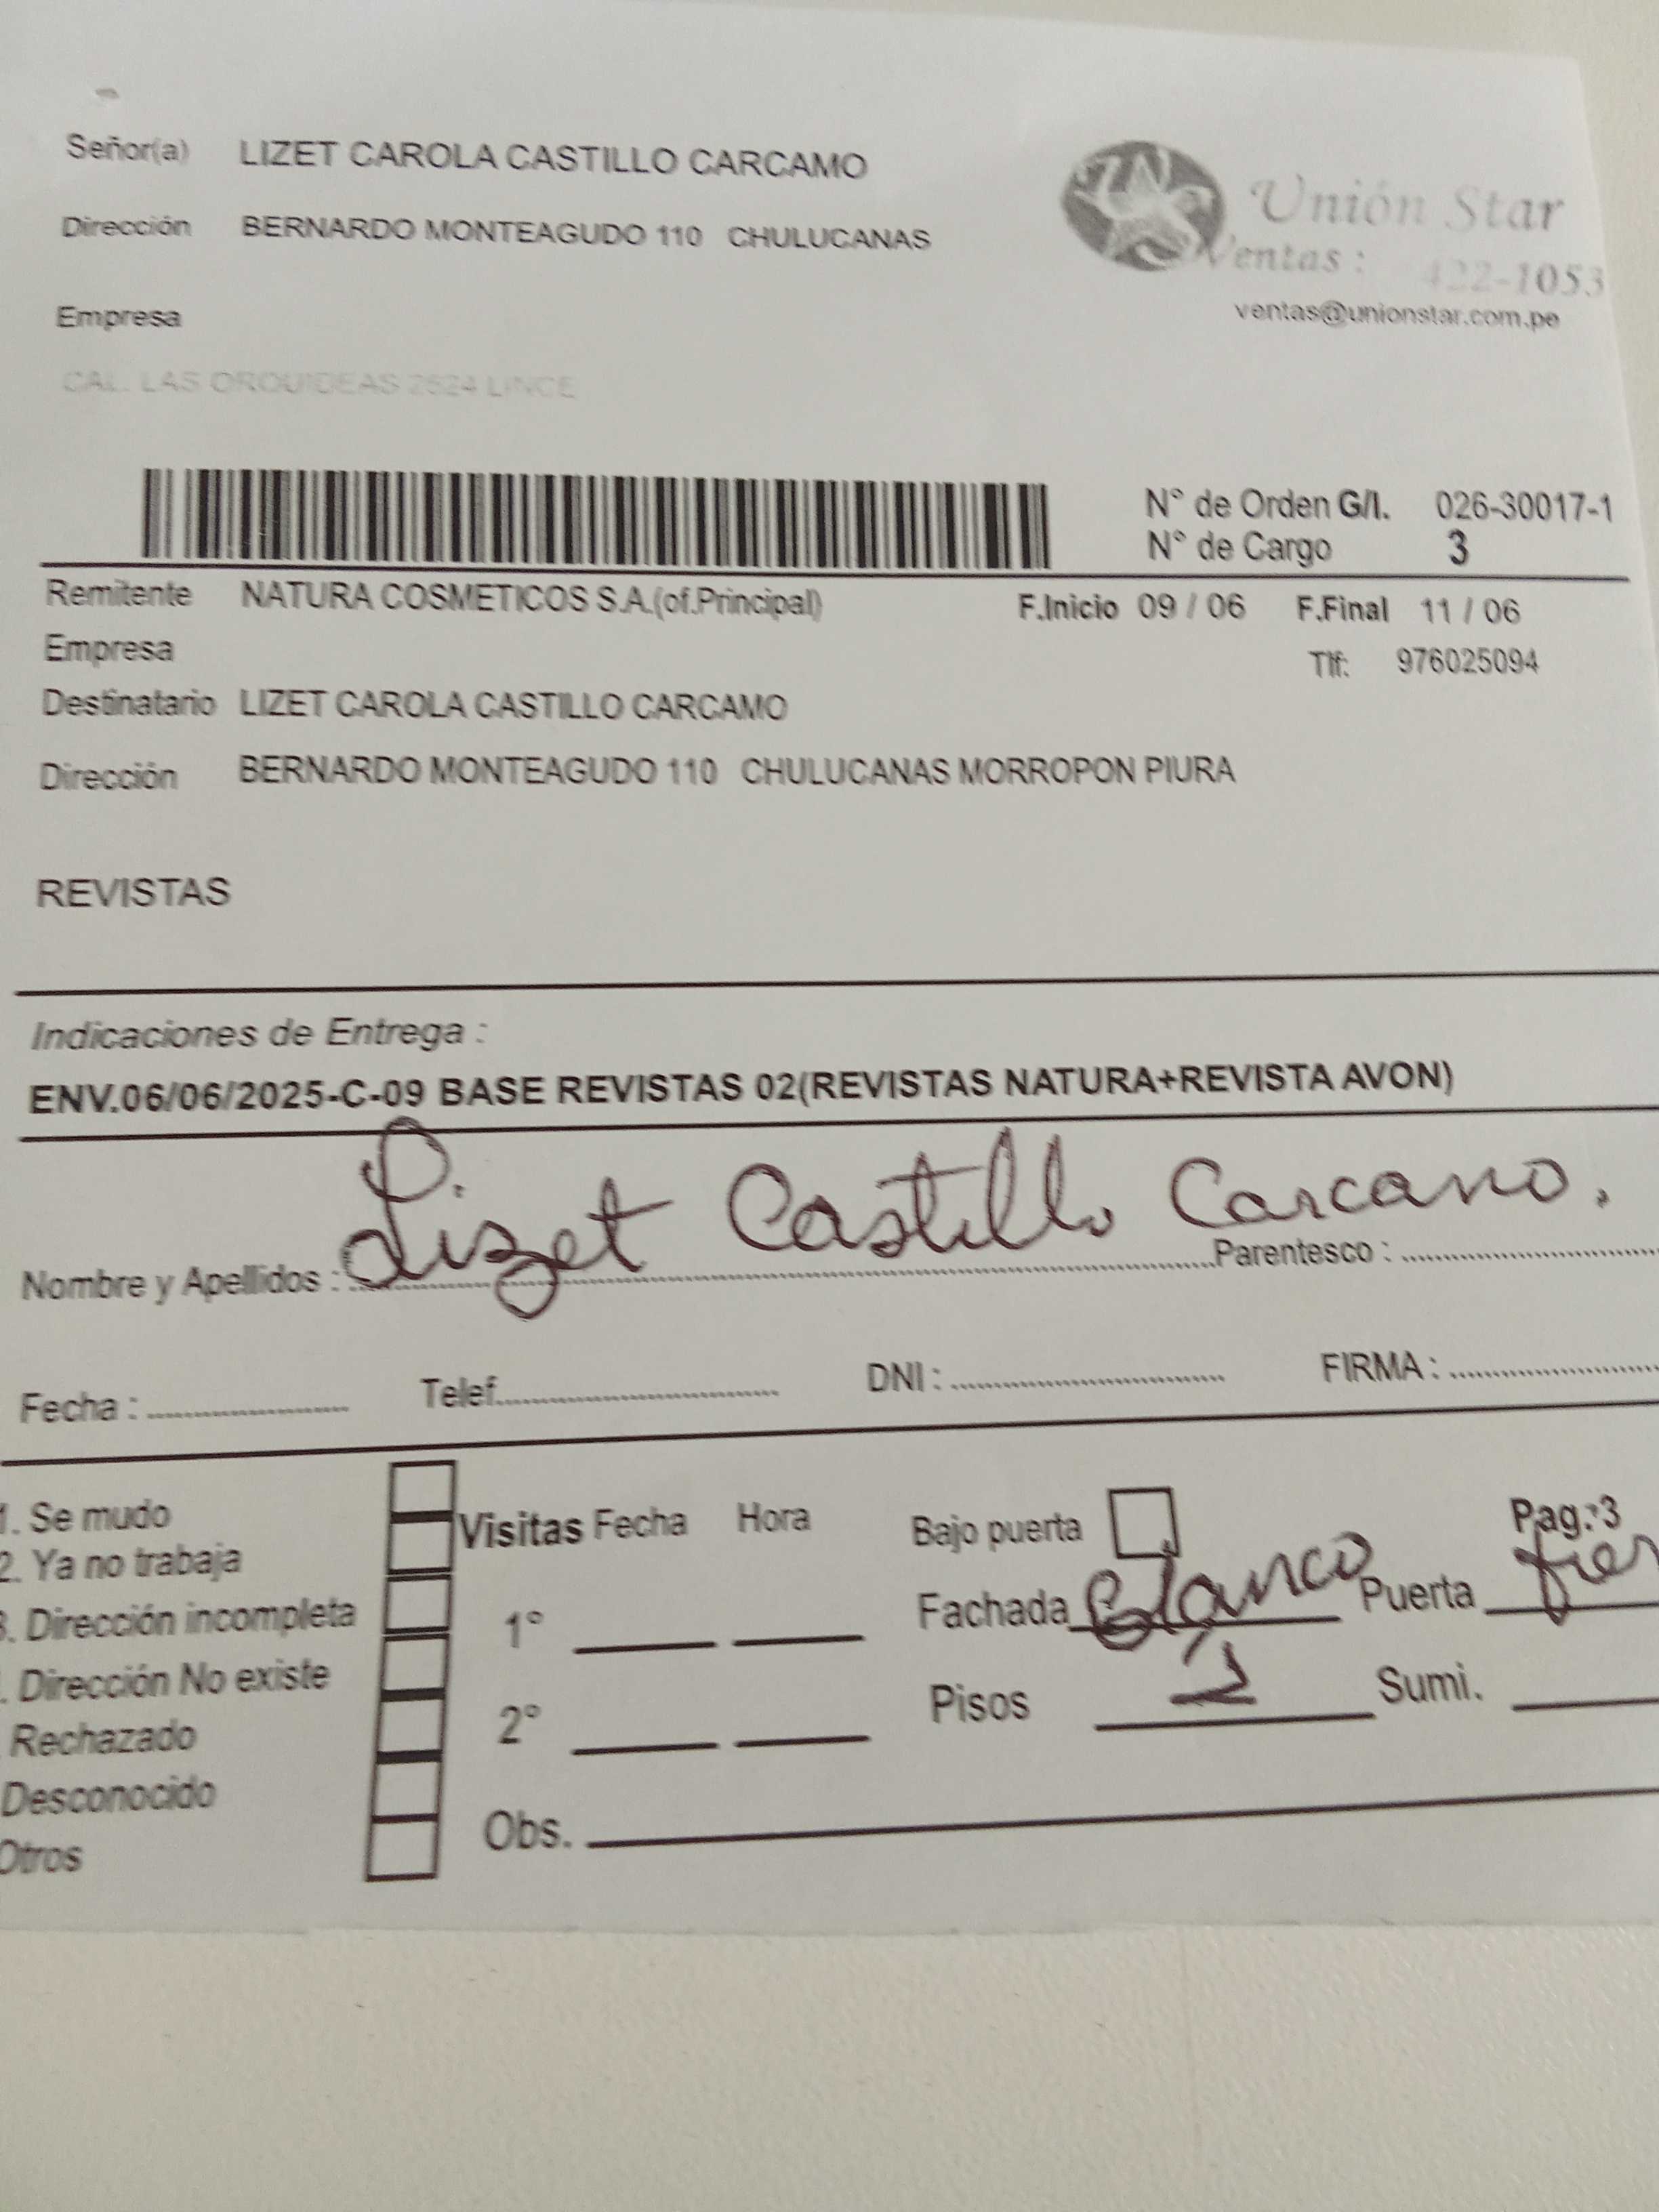 Señor(a) LIZET CAROLA CASTILLO CARCAMO
Unión Star
Dirección BERNARDO MONTEAGUDO 110 CHULUCANAS
Ventas : 422-1053
ventas@unionstar.com.pe
Empresa
CAL. LAS ORQUIDEAS 2624 LINCE
N° de Orden G/I. 026-30017-1
N° de Cargo 3
Remitente NATURA COSMETICOS S.A.(of.Principal) F.Inicio 09 / 06 F.Final 11 / 06
Empresa Tlf: 976025094
Destinatario LIZET CAROLA CASTILLO CARCAMO
Dirección BERNARDO MONTEAGUDO 110 CHULUCANAS MORROPON PIURA
REVISTAS
Indicaciones de Entrega :
ENV.06/06/2025-C-09 BASE REVISTAS 02(REVISTAS NATURA+REVISTA AVON)
Lizet Castillo Carcamo.
Nombre y Apellidos : Parentesco :
Fecha : Telef. DNI : FIRMA :
1. Se mudo Visitas Fecha Hora Bajo puerta Pag.:3
2. Ya no trabaja
3. Dirección incompleta 1° Fachada Blanco Puerta
. Dirección No existe 2° Pisos 2 Sumi.
. Rechazado
Desconocido
Otros Obs.